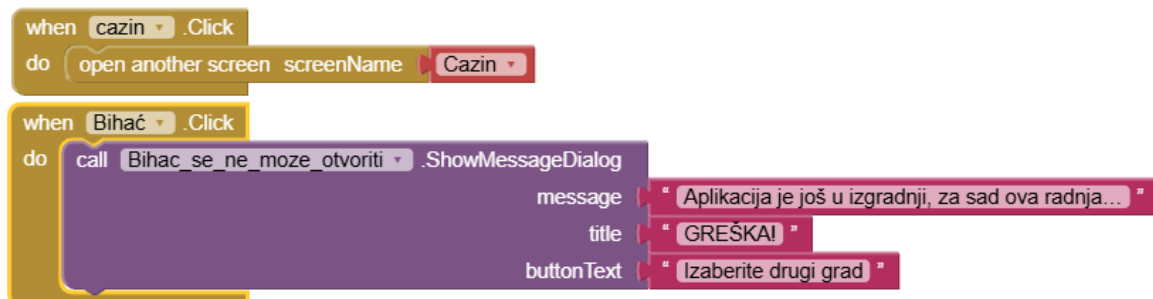 when cazin .Click
do open another screen screenName Cazin
when Bihać .Click
do call Bihac_se_ne_moze_otvoriti .ShowMessageDialog
message " Aplikacija je još u izgradnji, za sad ova radnja... "
title " GREŠKA! "
buttonText " Izaberite drugi grad "